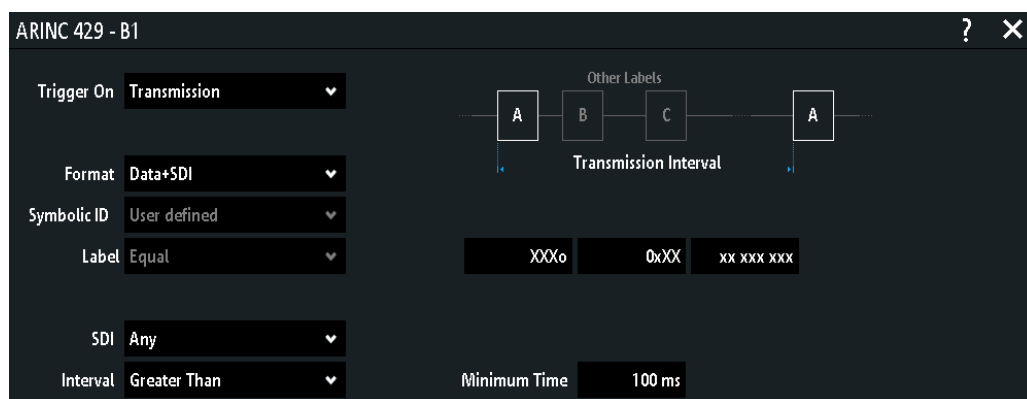 ARINC 429 - B1 ? ✕
Other Labels
Trigger On Transmission
A B C A
Transmission Interval
Format Data+SDI
Symbolic ID User defined
Label Equal XXXo 0xXX xx xxx xxx
SDI Any
Interval Greater Than Minimum Time 100 ms